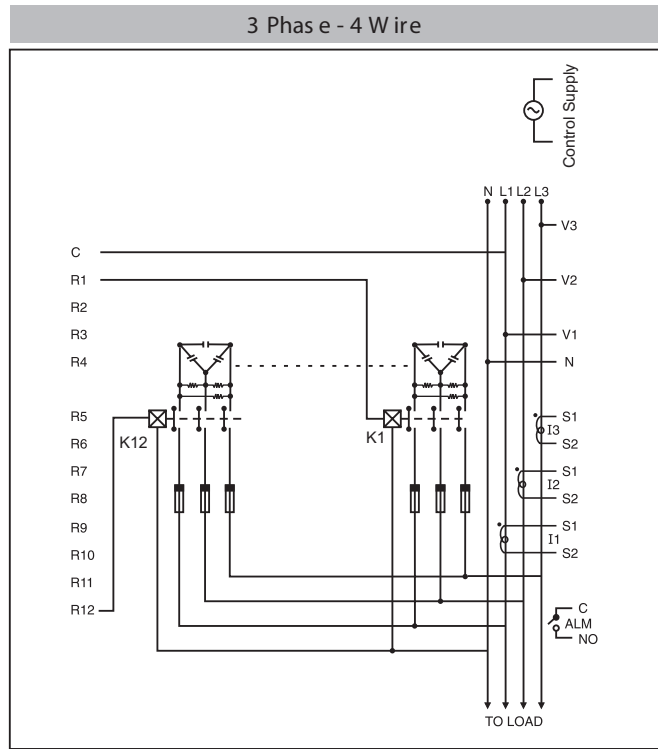 3 Phas e - 4 W ire
Control Supply
N L1 L2 L3
V3
C
R1
V2
R2
R3
V1
R4
N
R5
S1
I3
K12
K1
R6
S2
R7
S1
I2
R8
S2
R9
S1
I1
R10
S2
R11
R12
C
ALM
NO
TO LOAD